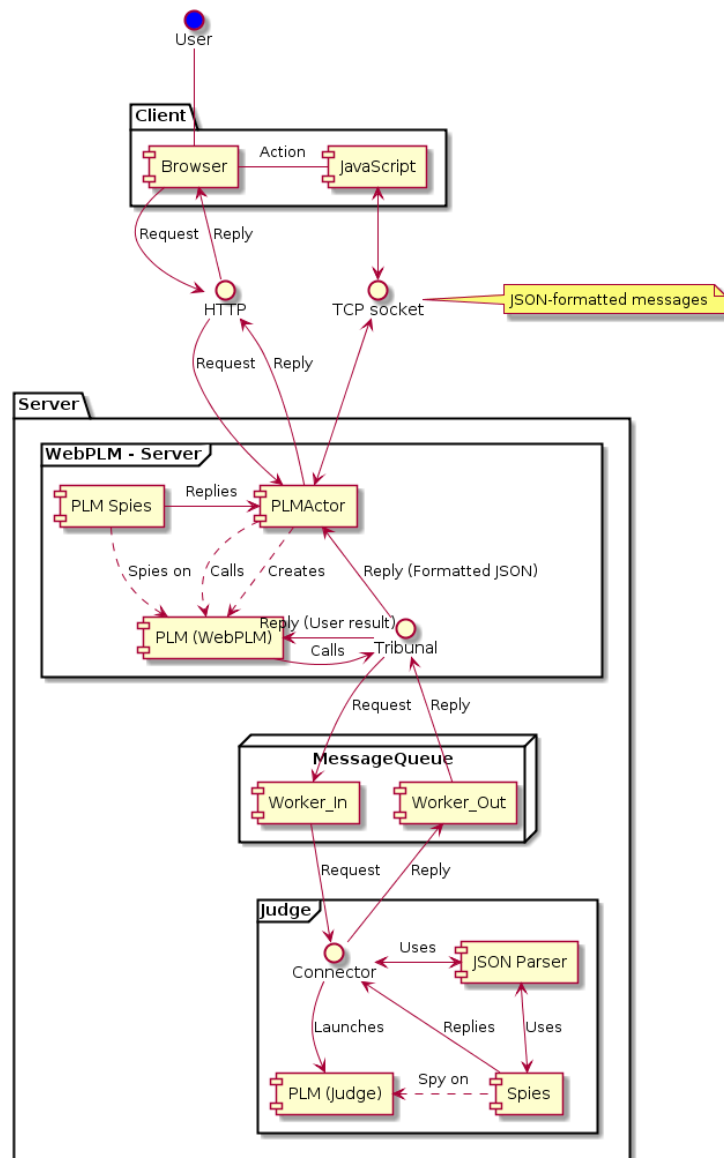 User
Client
Action
Browser
JavaScript
Request
Reply
HTTP
TCP socket
JSON-formatted messages
Request
Reply
Server
WebPLM - Server
Replies
PLM Spies
PLMActor
Spies on
Calls
Creates
Reply (Formatted JSON)
Reply (User result)
PLM (WebPLM)
Calls
Tribunal
Request
Reply
MessageQueue
Worker_In
Worker_Out
Request
Reply
Judge
Uses
JSON Parser
Connector
Launches
Replies
Uses
Spy on
PLM (Judge)
Spies